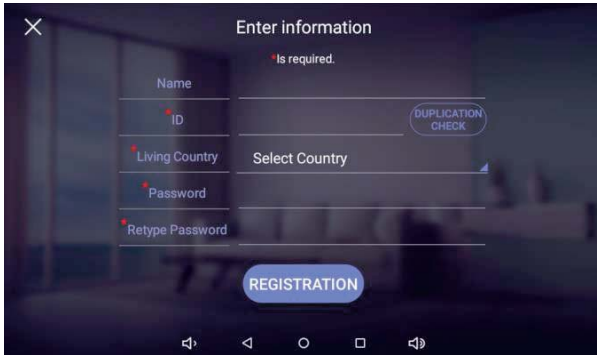 Enter information
*Is required.
Name
*ID
DUPLICATION
CHECK
*Living Country
Select Country
*Password
*Retype Password
REGISTRATION